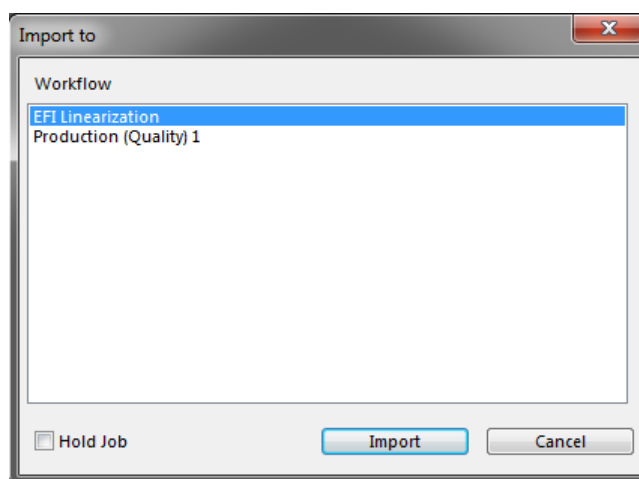 Import to
Workflow
EFI Linearization
Production (Quality) 1
Hold Job
Import
Cancel